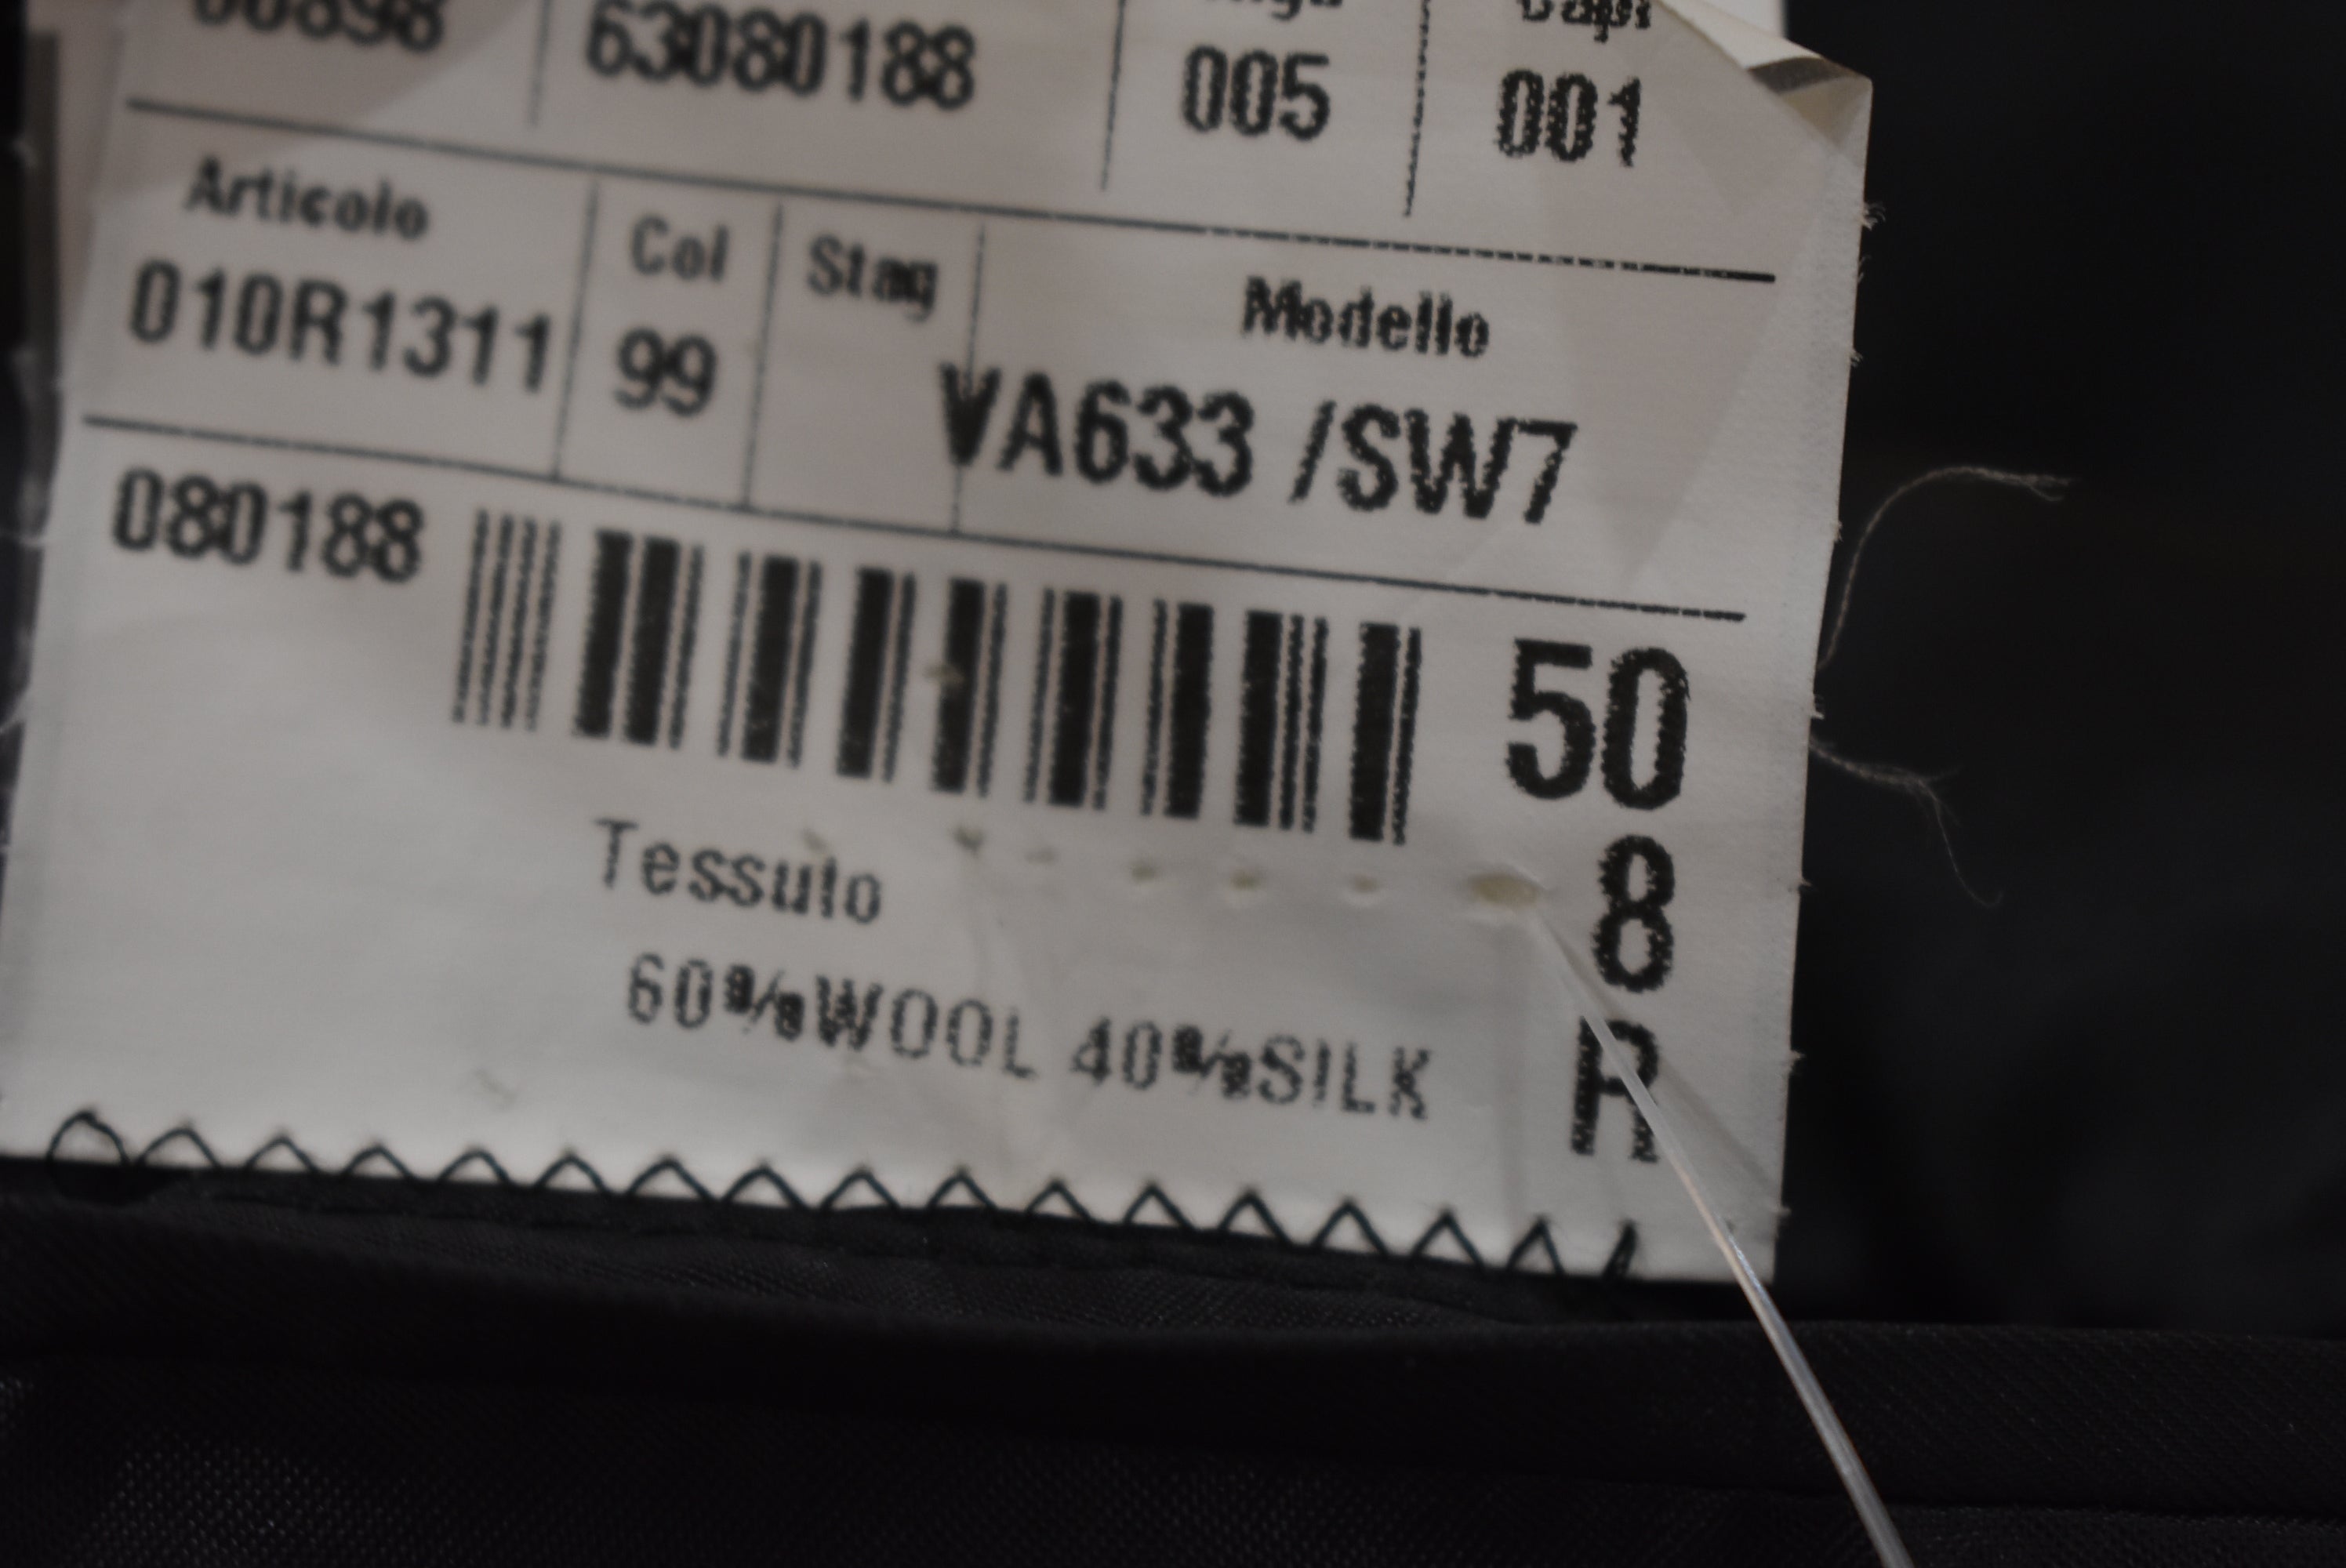 63080188 005 001
Articolo Col Stag Modello
010R1311 99 VA633 /SW7
080188
50
8
R
Tessuto
60%WOOL 40%SILK